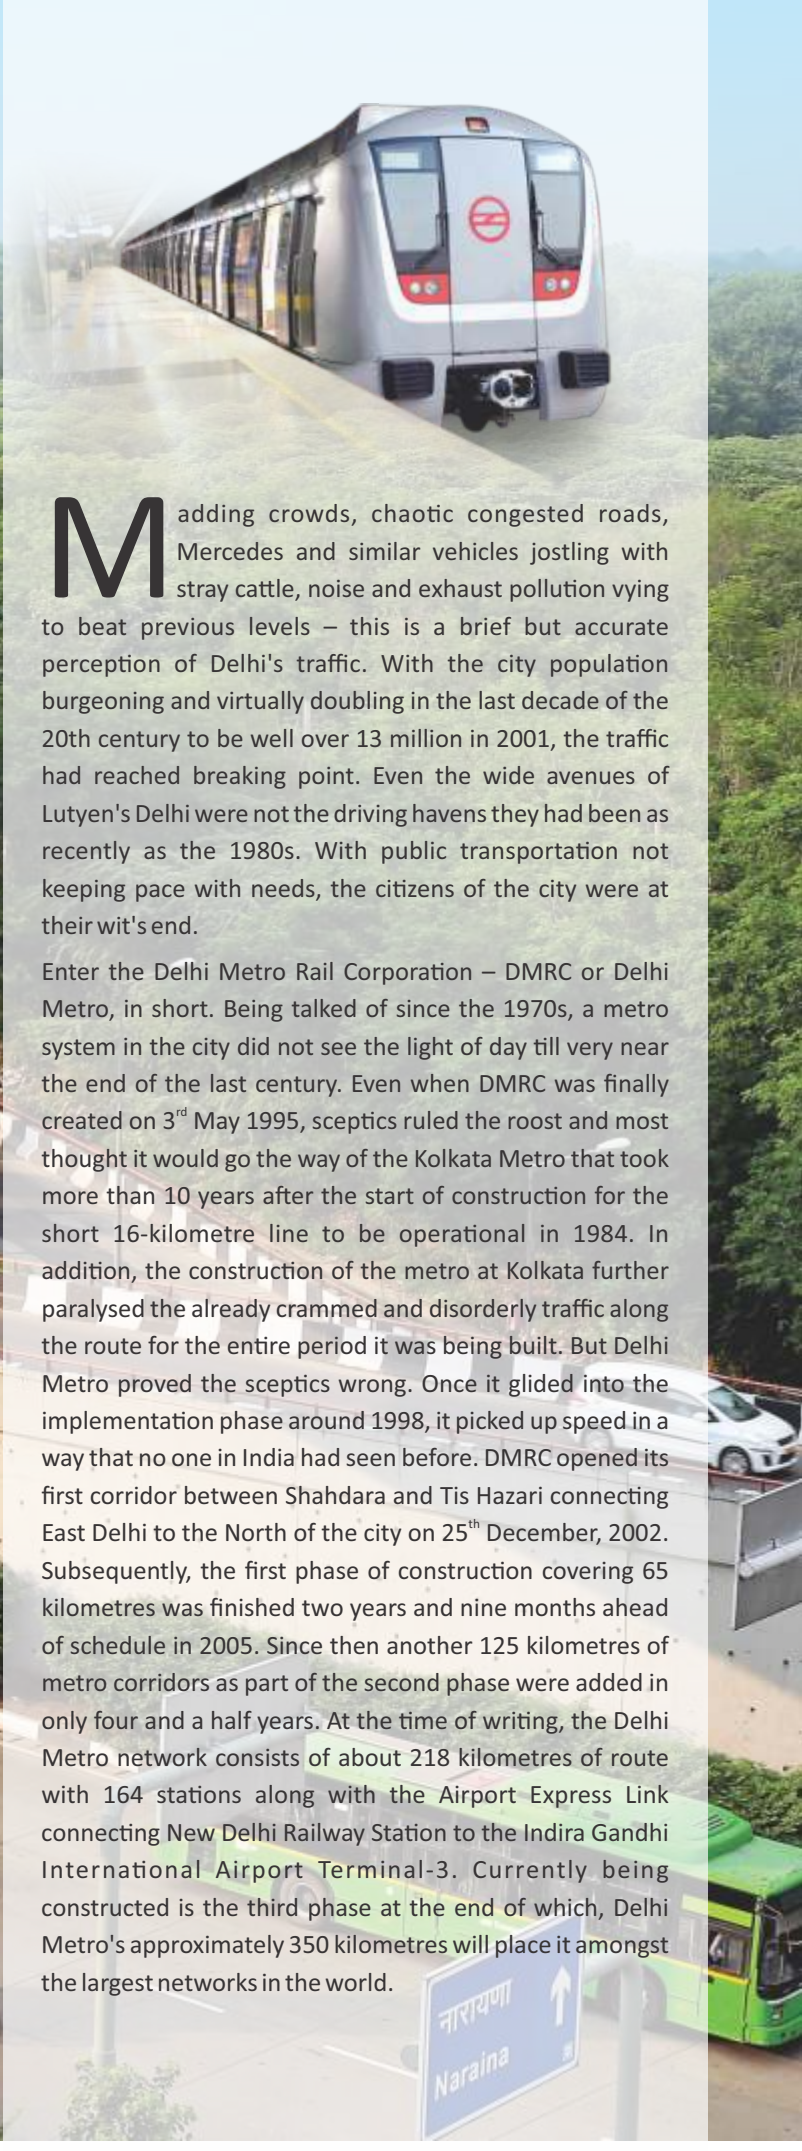 Madding crowds, chaotic congested roads,
Mercedes and similar vehicles jostling with
stray cattle, noise and exhaust pollution vying
to beat previous levels – this is a brief but accurate
perception of Delhi's traffic. With the city population
burgeoning and virtually doubling in the last decade of the
20th century to be well over 13 million in 2001, the traffic
had reached breaking point. Even the wide avenues of
Lutyen's Delhi were not the driving havens they had been as
recently as the 1980s. With public transportation not
keeping pace with needs, the citizens of the city were at
their wit's end.
Enter the Delhi Metro Rail Corporation – DMRC or Delhi
Metro, in short. Being talked of since the 1970s, a metro
system in the city did not see the light of day till very near
the end of the last century. Even when DMRC was finally
created on 3rd May 1995, sceptics ruled the roost and most
thought it would go the way of the Kolkata Metro that took
more than 10 years after the start of construction for the
short 16-kilometre line to be operational in 1984. In
addition, the construction of the metro at Kolkata further
paralysed the already crammed and disorderly traffic along
the route for the entire period it was being built. But Delhi
Metro proved the sceptics wrong. Once it glided into the
implementation phase around 1998, it picked up speed in a
way that no one in India had seen before. DMRC opened its
first corridor between Shahdara and Tis Hazari connecting
East Delhi to the North of the city on 25th December, 2002.
Subsequently, the first phase of construction covering 65
kilometres was finished two years and nine months ahead
of schedule in 2005. Since then another 125 kilometres of
metro corridors as part of the second phase were added in
only four and a half years. At the time of writing, the Delhi
Metro network consists of about 218 kilometres of route
with 164 stations along with the Airport Express Link
connecting New Delhi Railway Station to the Indira Gandhi
International Airport Terminal-3. Currently being
constructed is the third phase at the end of which, Delhi
Metro's approximately 350 kilometres will place it amongst
the largest networks in the world.
नारायणा
Naraina